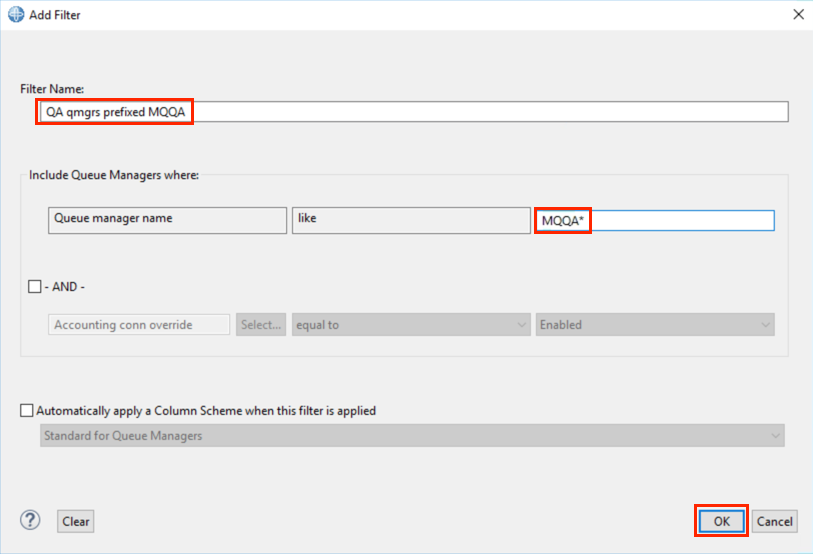 Add Filter
Filter Name:
QA qmgrs prefixed MQQA
Include Queue Managers where:
Queue manager name like MQQA*
- AND -
Accounting conn override Select... equal to Enabled
Automatically apply a Column Scheme when this filter is applied
Standard for Queue Managers
? Clear OK Cancel